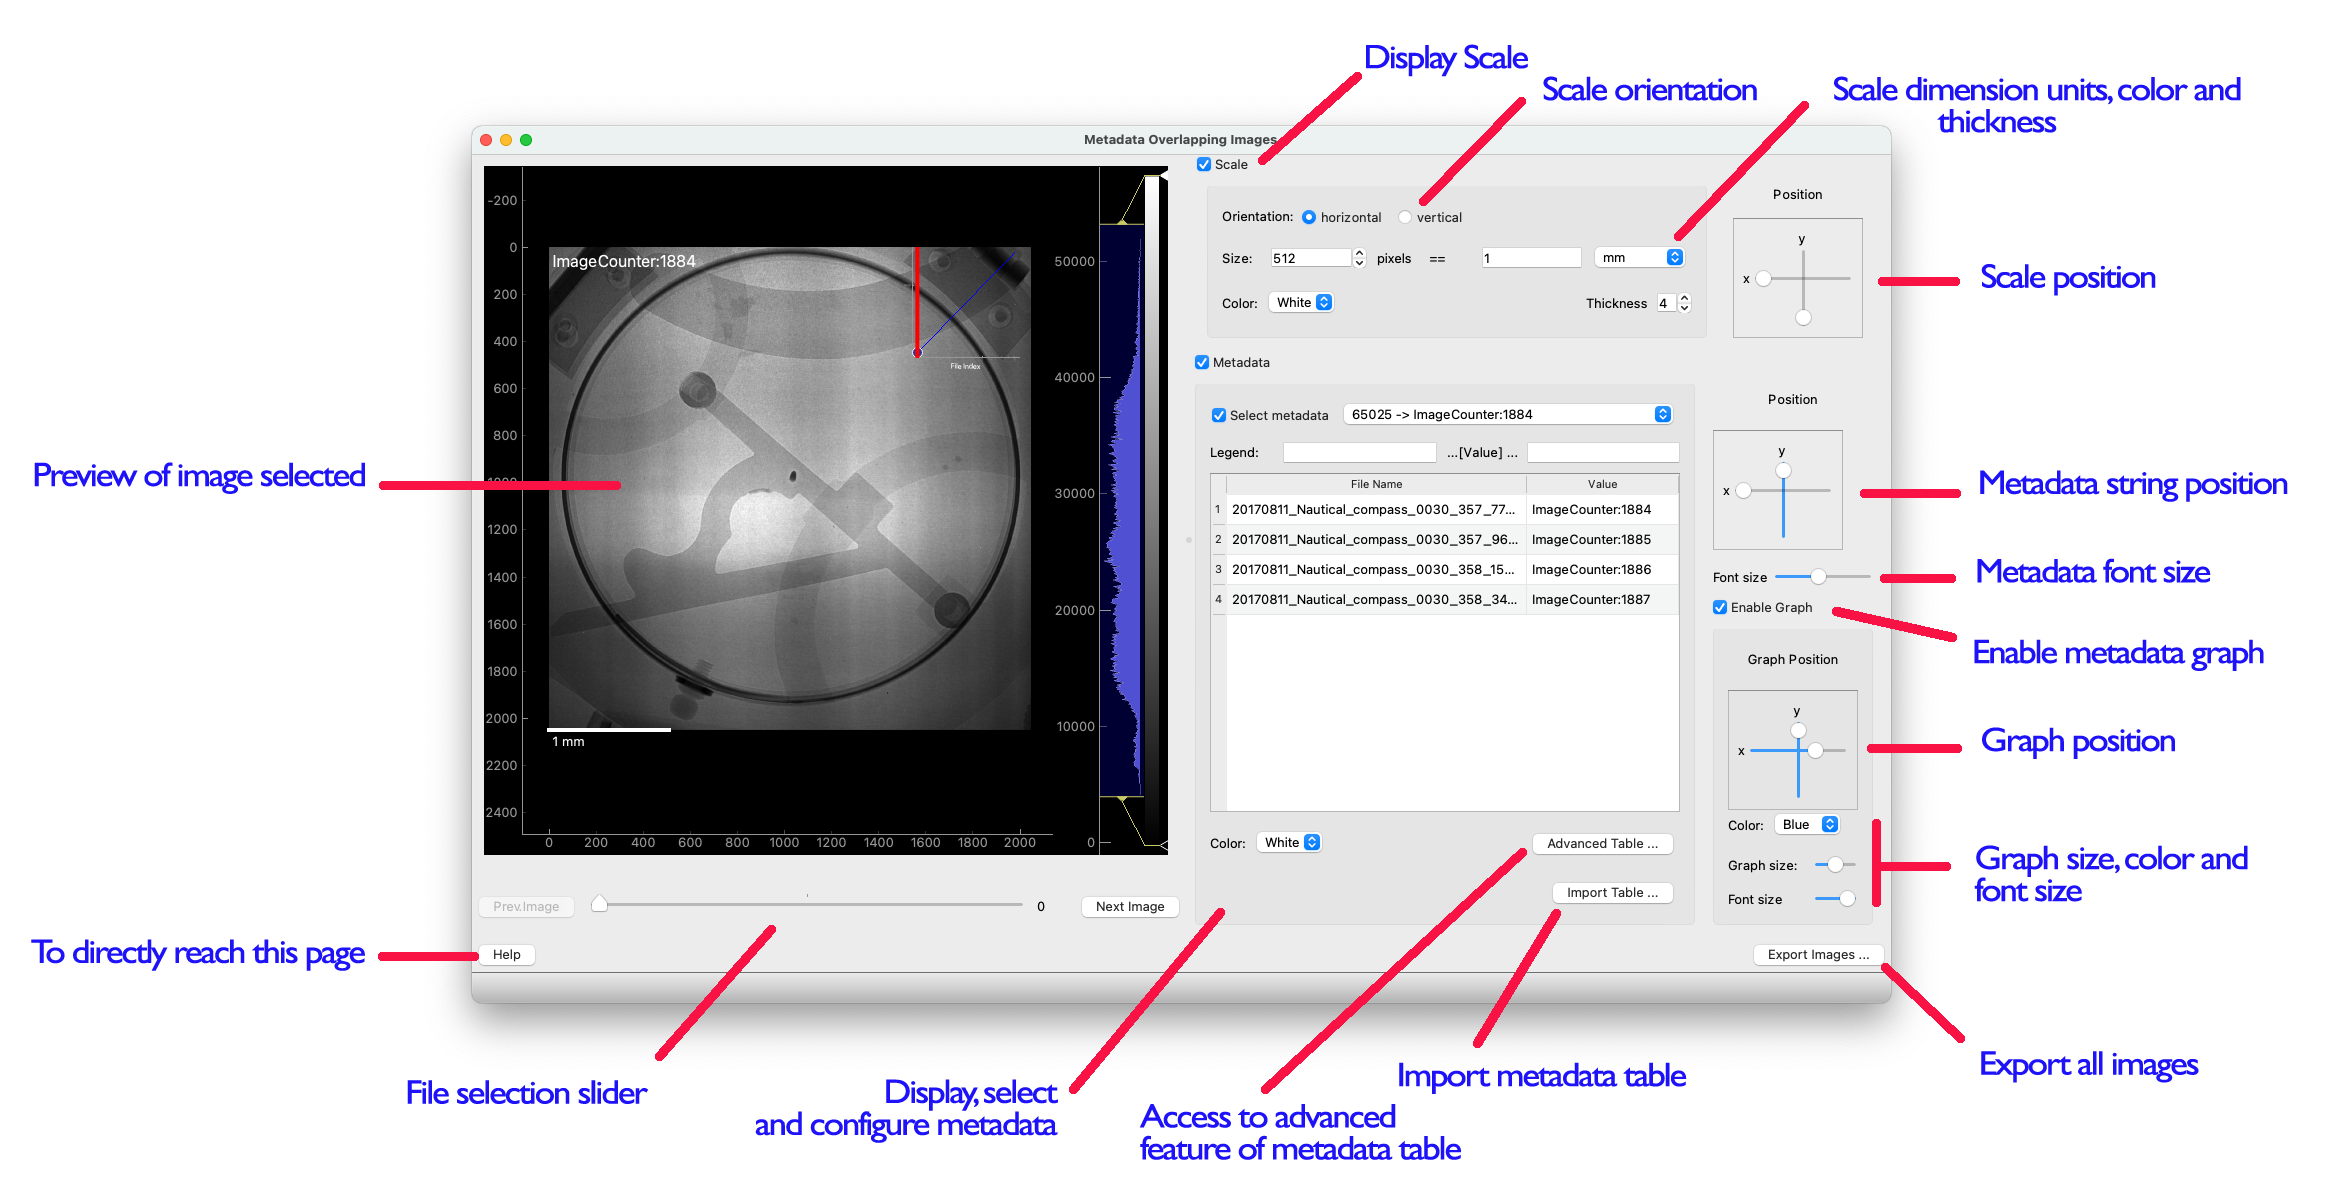 Display Scale
Scale orientation
Scale dimension units, color and
thickness
Metadata Overlapping Images
Scale
Position
Orientation: horizontal vertical
y
x
Size: 512 pixels == 1 mm
Color: White Thickness 4
Scale position
Metadata
Select metadata 65025 -> ImageCounter:1884
Legend: ...[Value] ...
File Name Value
1 20170811_Nautical_compass_0030_357_77... ImageCounter:1884
2 20170811_Nautical_compass_0030_357_96... ImageCounter:1885
3 20170811_Nautical_compass_0030_358_15... ImageCounter:1886
4 20170811_Nautical_compass_0030_358_34... ImageCounter:1887
Color: White
Advanced Table ...
Import Table ...
Position
y
x
Metadata string position
Font size
Metadata font size
Enable Graph
Enable metadata graph
Graph Position
y
x
Graph position
Color: Blue
Graph size:
Font size
Graph size, color and
font size
Export Images ...
Export all images
-200
0
200
400
600
800
1200
1400
1600
1800
2000
2200
2400
0 200 400 600 800 1000 1200 1400 1600 1800 2000
ImageCounter:1884
File Index
1 mm
50000
40000
30000
20000
10000
0
Preview of image selected
Prev.Image 0 Next Image
Help
To directly reach this page
File selection slider
Display, select
and configure metadata
Access to advanced
feature of metadata table
Import metadata table